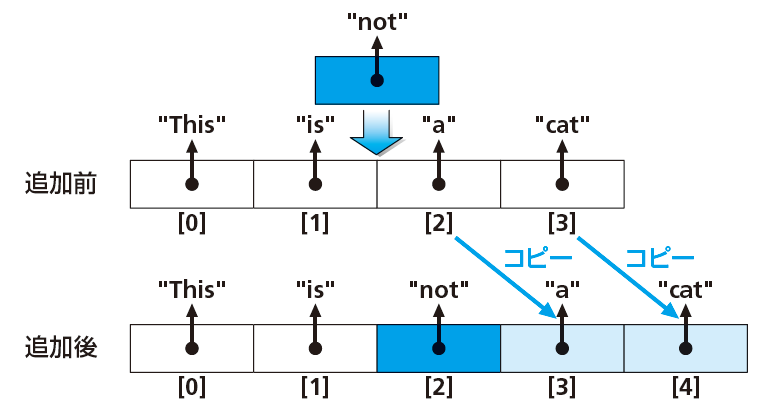 "not"
"This" "is" "a" "cat"
追加前
[0] [1] [2] [3]
コピー コピー
"This" "is" "not" "a" "cat"
追加後
[0] [1] [2] [3] [4]